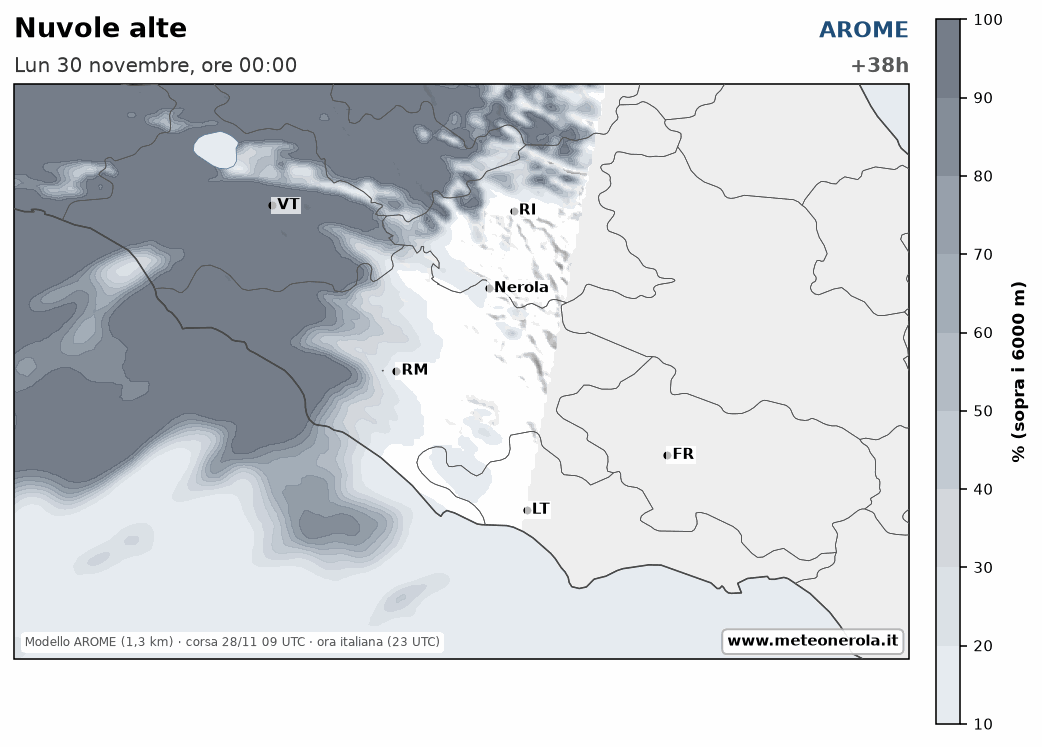 Nuvole alte
AROME
Lun 30 novembre, ore 00:00
+38h
VT
RI
Nerola
RM
FR
LT
Modello AROME (1,3 km) · corsa 28/11 09 UTC · ora italiana (23 UTC)
www.meteonerola.it
100
90
80
70
60
50
40
30
20
10
% (sopra i 6000 m)